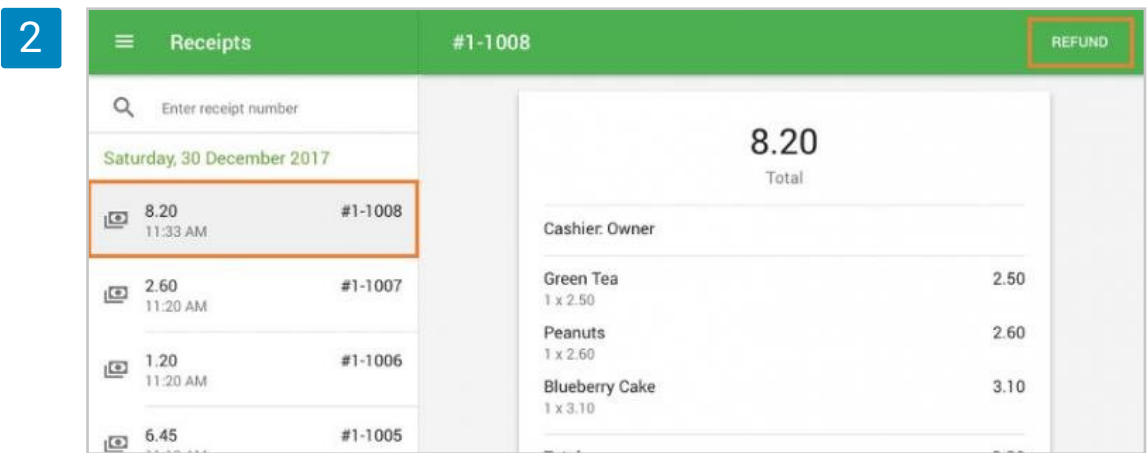 2
Receipts
#1-1008
REFUND
Enter receipt number
Saturday, 30 December 2017
8.20 #1-1008
11:33 AM
2.60 #1-1007
11:20 AM
1.20 #1-1006
11:20 AM
6.45 #1-1005
8.20
Total
Cashier: Owner
Green Tea 2.50
1 x 2.50
Peanuts 2.60
1 x 2.60
Blueberry Cake 3.10
1 x 3.10